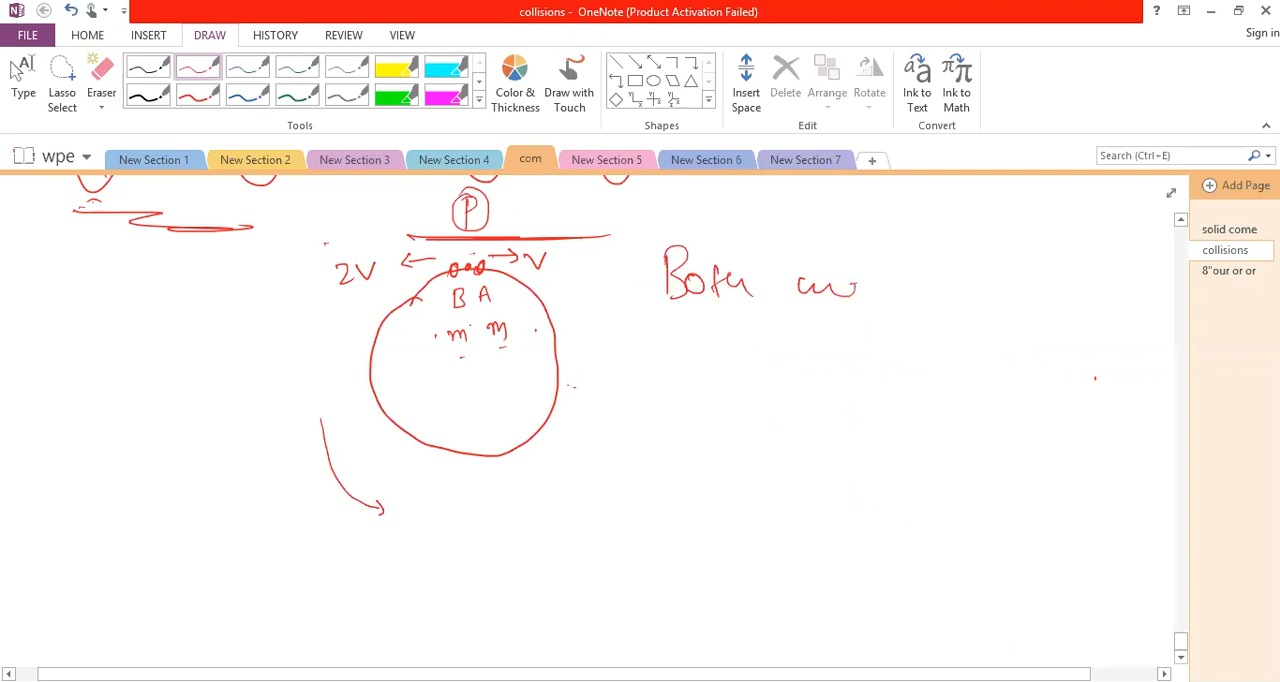 collisions - OneNote (Product Activation Failed)
?
Sign in
FILE HOME INSERT DRAW HISTORY REVIEW VIEW
Type Lasso Select Eraser Color & Thickness Draw with Touch Insert Space Delete Arrange Rotate Ink to Text Ink to Math
Tools Shapes Edit Convert
wpe New Section 1 New Section 2 New Section 3 New Section 4 com New Section 5 New Section 6 New Section 7 Search (Ctrl+E)
Add Page
solid come
collisions
8"our or or
P
2V V
B A
m m
Both